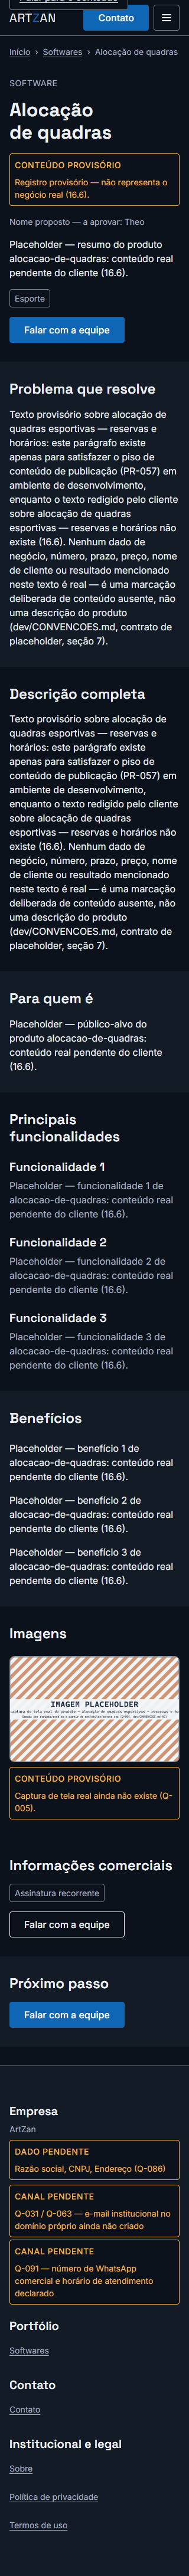 ARTZAN
Contato
Início › Softwares › Alocação de quadras
SOFTWARE
Alocação
de quadras
CONTEÚDO PROVISÓRIO
Registro provisório — não representa o
negócio real (16.6).
Nome proposto — a aprovar: Theo
Placeholder — resumo do produto
alocacao-de-quadras: conteúdo real
pendente do cliente (16.6).
Esporte
Falar com a equipe
Problema que resolve
Texto provisório sobre alocação de
quadras esportivas — reservas e
horários: este parágrafo existe
apenas para satisfazer o piso de
conteúdo de publicação (PR-057) em
ambiente de desenvolvimento,
enquanto o texto redigido pelo cliente
sobre alocação de quadras
esportivas — reservas e horários não
existe (16.6). Nenhum dado de
negócio, número, prazo, preço, nome
de cliente ou resultado mencionado
neste texto é real — é uma marcação
deliberada de conteúdo ausente, não
uma descrição do produto
(dev/CONVENCOES.md, contrato de
placeholder, seção 7).
Descrição completa
Texto provisório sobre alocação de
quadras esportivas — reservas e
horários: este parágrafo existe
apenas para satisfazer o piso de
conteúdo de publicação (PR-057) em
ambiente de desenvolvimento,
enquanto o texto redigido pelo cliente
sobre alocação de quadras
esportivas — reservas e horários não
existe (16.6). Nenhum dado de
negócio, número, prazo, preço, nome
de cliente ou resultado mencionado
neste texto é real — é uma marcação
deliberada de conteúdo ausente, não
uma descrição do produto
(dev/CONVENCOES.md, contrato de
placeholder, seção 7).
Para quem é
Placeholder — público-alvo do
produto alocacao-de-quadras:
conteúdo real pendente do cliente
(16.6).
Principais
funcionalidades
Funcionalidade 1
Placeholder — funcionalidade 1 de
alocacao-de-quadras: conteúdo real
pendente do cliente (16.6).
Funcionalidade 2
Placeholder — funcionalidade 2 de
alocacao-de-quadras: conteúdo real
pendente do cliente (16.6).
Funcionalidade 3
Placeholder — funcionalidade 3 de
alocacao-de-quadras: conteúdo real
pendente do cliente (16.6).
Benefícios
Placeholder — benefício 1 de
alocacao-de-quadras: conteúdo real
pendente do cliente (16.6).
Placeholder — benefício 2 de
alocacao-de-quadras: conteúdo real
pendente do cliente (16.6).
Placeholder — benefício 3 de
alocacao-de-quadras: conteúdo real
pendente do cliente (16.6).
Imagens
IMAGEM PLACEHOLDER
CONTEÚDO PROVISÓRIO
Captura de tela real ainda não existe (Q-
005).
Informações comerciais
Assinatura recorrente
Falar com a equipe
Próximo passo
Falar com a equipe
Empresa
ArtZan
DADO PENDENTE
Razão social, CNPJ, Endereço (Q-086)
CANAL PENDENTE
Q-031 / Q-063 — e-mail institucional no
domínio próprio ainda não criado
CANAL PENDENTE
Q-091 — número de WhatsApp
comercial e horário de atendimento
declarado
Portfólio
Softwares
Contato
Contato
Institucional e legal
Sobre
Política de privacidade
Termos de uso